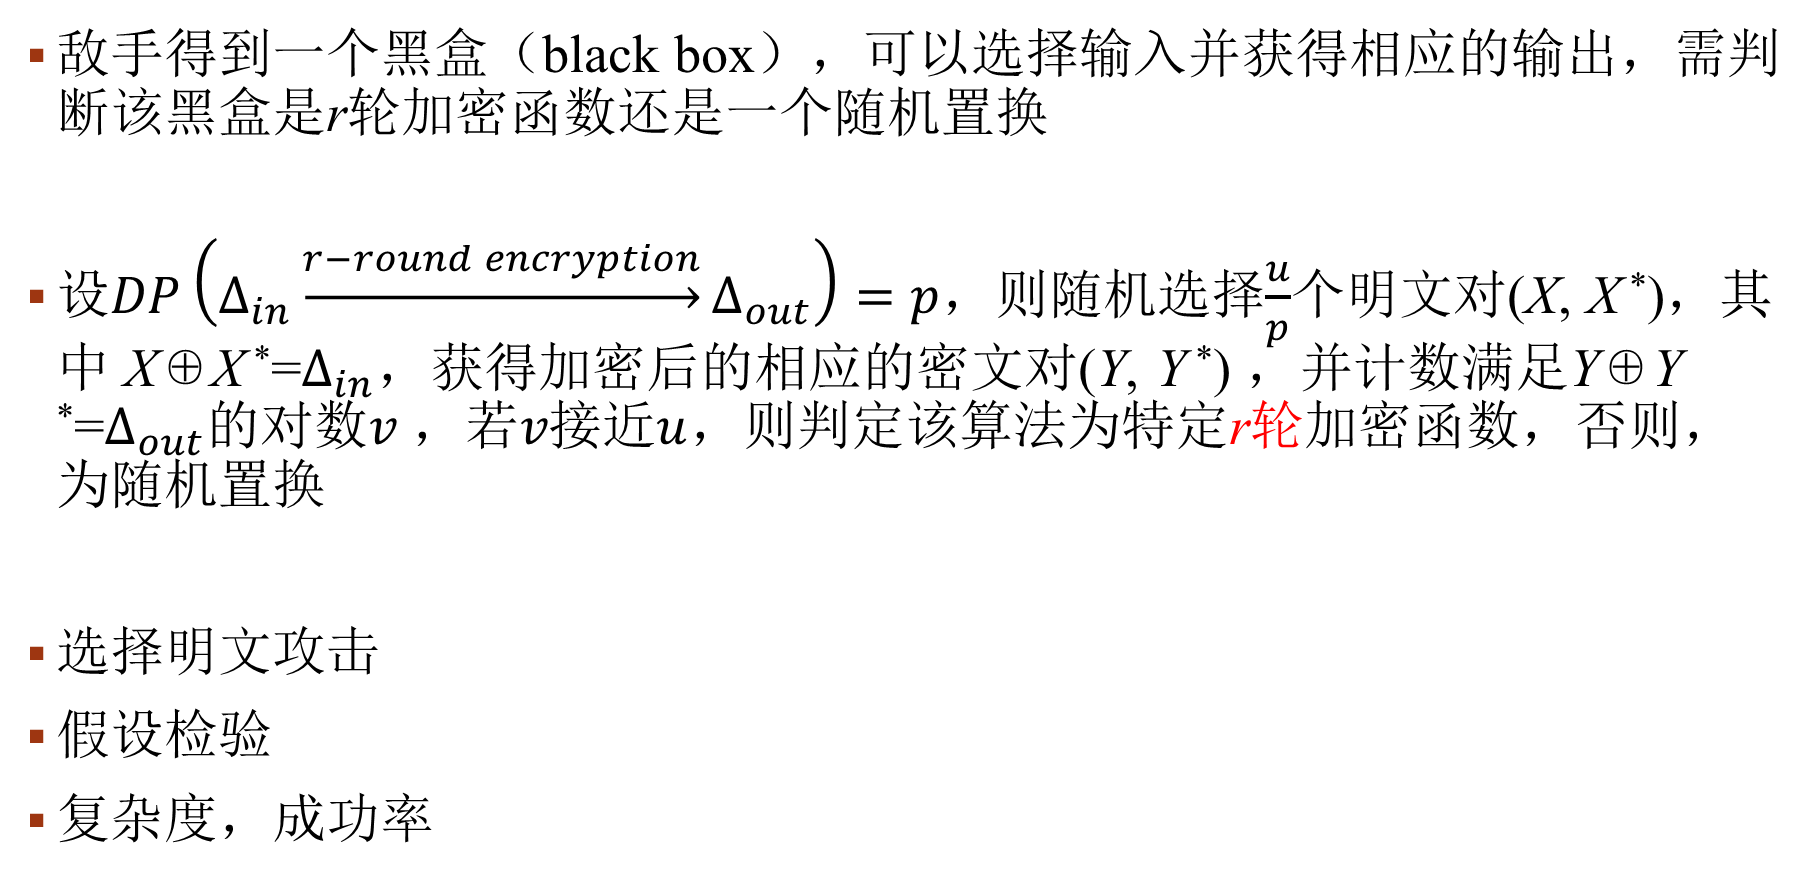 ▪ 敌手得到一个黑盒（black box），可以选择输入并获得相应的输出，需判
断该黑盒是r轮加密函数还是一个随机置换
▪ 设DP(Δ_in \xrightarrow{r-round encryption} Δ_out) = p，则随机选择\frac{u}{p}个明文对(X, X*)，其
中 X⊕X*=Δ_in，获得加密后的相应的密文对(Y, Y*) ，并计数满足Y⊕Y
*=Δ_out的对数v ，若v接近u，则判定该算法为特定r轮加密函数，否则，
为随机置换
▪ 选择明文攻击
▪ 假设检验
▪ 复杂度，成功率